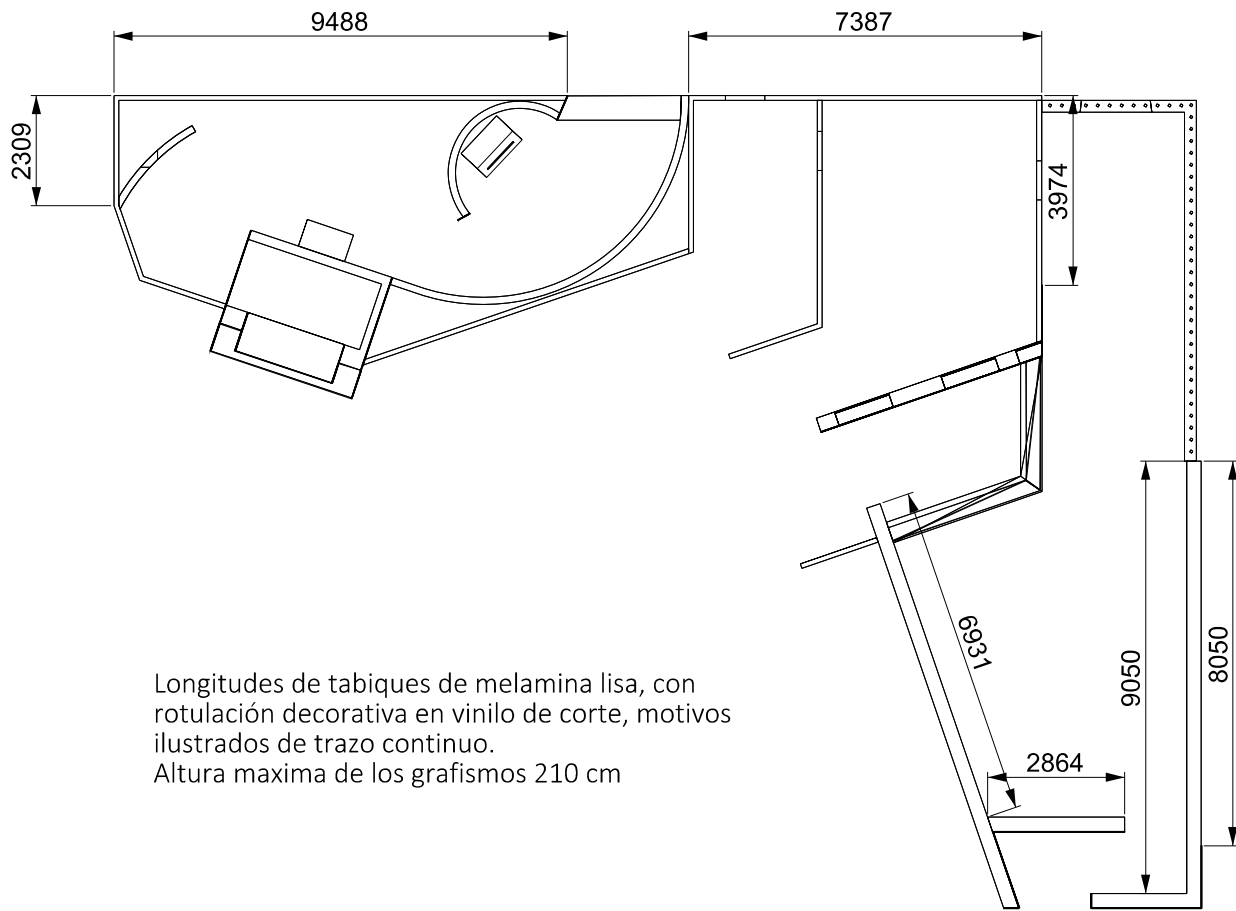 9488
7387
2309
3974
6931
9050
8050
2864
Longitudes de tabiques de melamina lisa, con
rotulación decorativa en vinilo de corte, motivos
ilustrados de trazo continuo.
Altura maxima de los grafismos 210 cm